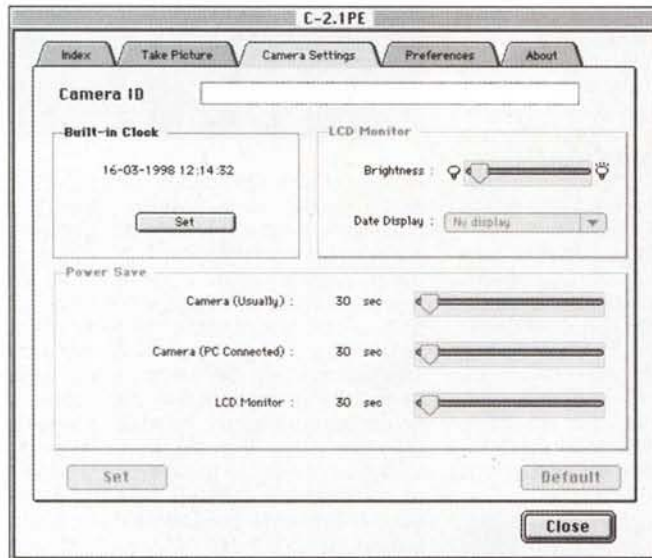 C-2.1PE
Index Take Picture Camera Settings Preferences About
Camera ID
Built-in Clock
16-03-1998 12:14:32
Set
LCD Monitor
Brightness :
Date Display : No display
Power Save
Camera (Usually) : 30 sec
Camera (PC Connected) : 30 sec
LCD Monitor : 30 sec
Set Default
Close